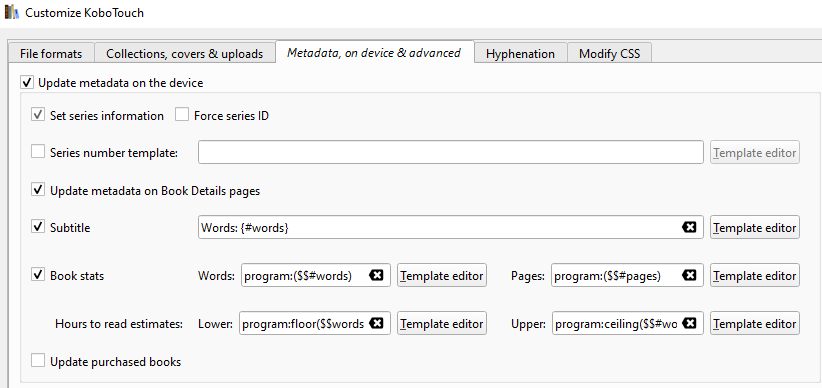 Customize KoboTouch
File formats Collections, covers & uploads Metadata, on device & advanced Hyphenation Modify CSS
Update metadata on the device
Set series information Force series ID
Series number template: Template editor
Update metadata on Book Details pages
Subtitle Words: {#words} Template editor
Book stats Words: program:($$#words) Template editor Pages: program:($$#pages) Template editor
Hours to read estimates: Lower: program:floor($$words Template editor Upper: program:ceiling($$#wo Template editor
Update purchased books